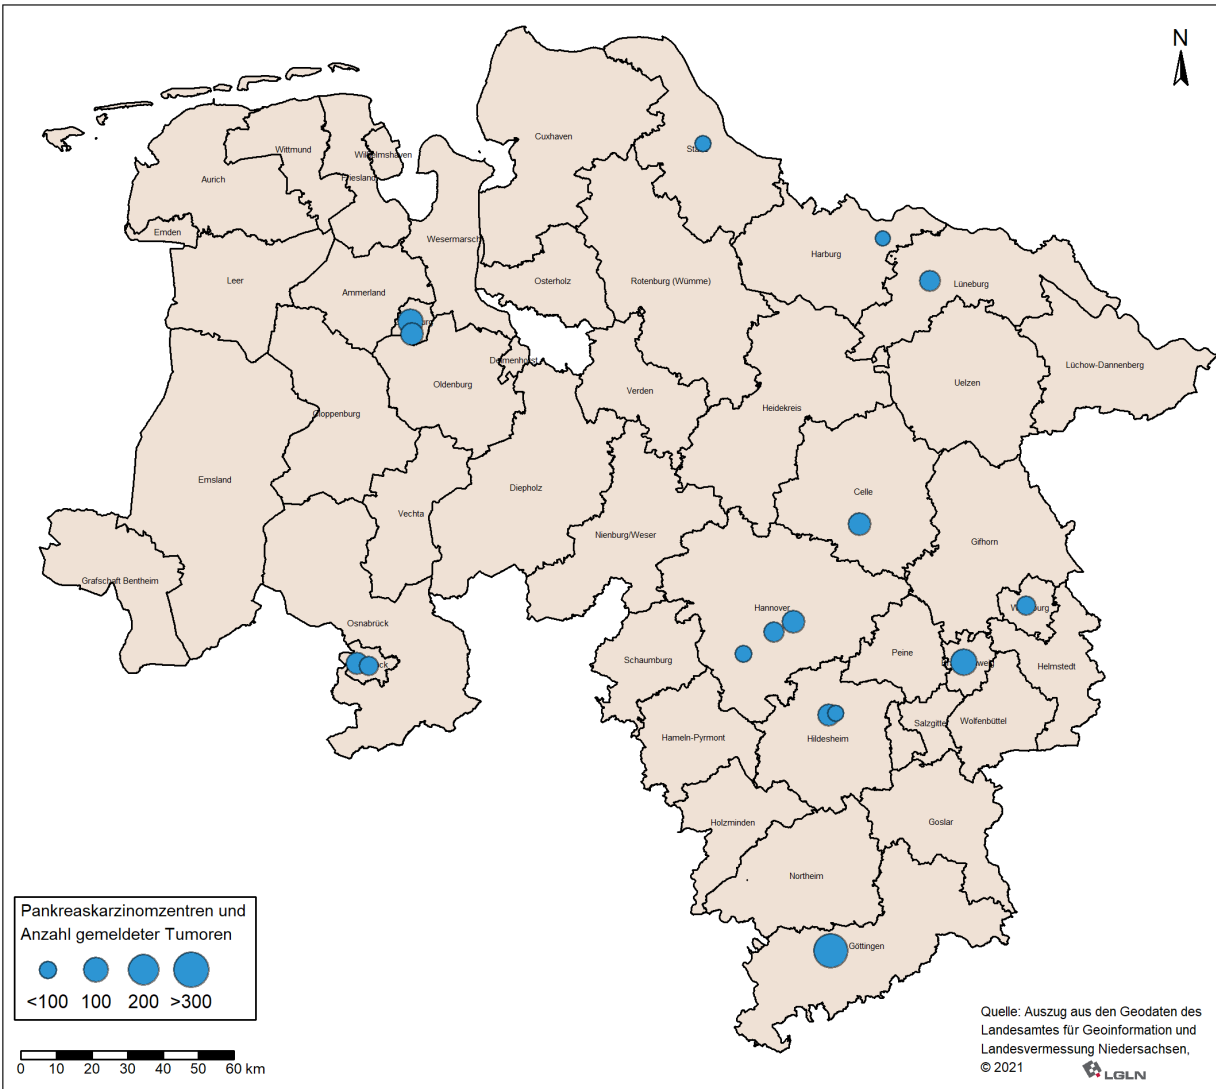 N
Cuxhaven
Wittmund
Wilhelmshaven
Aurich
Friesland
Emden
Wesermarsch
Leer
Ammerland
Osterholz
Rotenburg (Wümme)
Harburg
Lüneburg
Delmenhorst
Oldenburg
Verden
Heidekreis
Uelzen
Lüchow-Dannenberg
Cloppenburg
Emsland
Diepholz
Vechta
Celle
Nienburg/Weser
Gifhorn
Grafschaft Bentheim
Osnabrück
Hannover
Schaumburg
Peine
Helmstedt
Hameln-Pyrmont
Hildesheim
Salzgitter
Wolfenbüttel
Holzminden
Goslar
Northeim
Göttingen
Pankreaskarzinomzentren und
Anzahl gemeldeter Tumoren
<100 100 200 >300
0 10 20 30 40 50 60 km
Quelle: Auszug aus den Geodaten des
Landesamtes für Geoinformation und
Landesvermessung Niedersachsen,
© 2021 LGLN